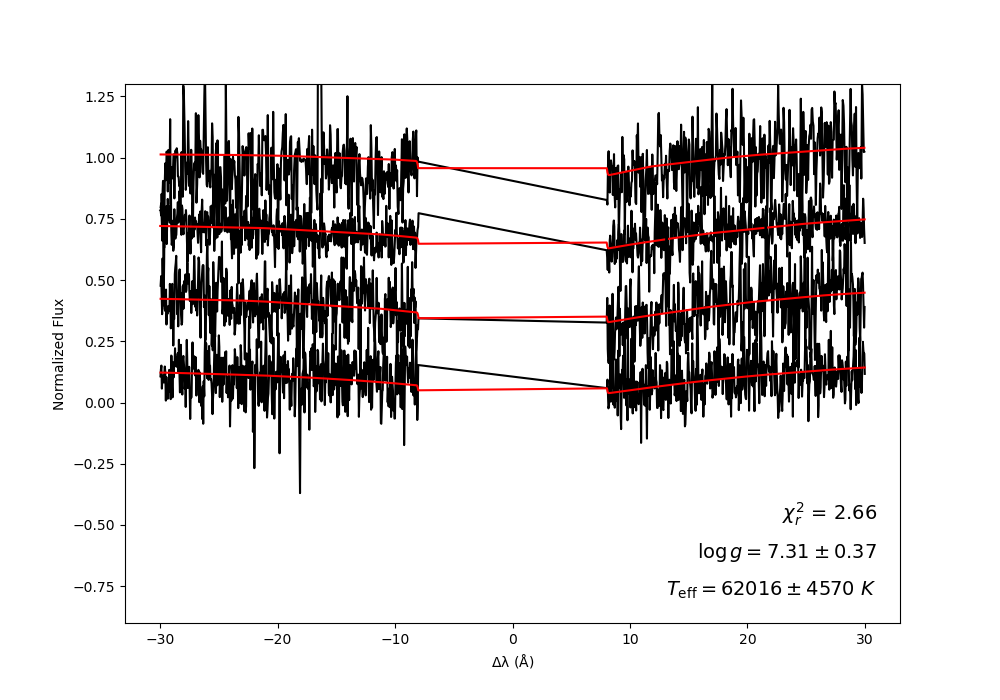 1.25
1.00
0.75
0.50
0.25
0.00
−0.25
−0.50
−0.75
Normalized Flux
χ²ᵣ = 2.66
log g = 7.31 ± 0.37
T_eff = 62016 ± 4570 K
−30 −20 −10 0 10 20 30
Δλ (Å)